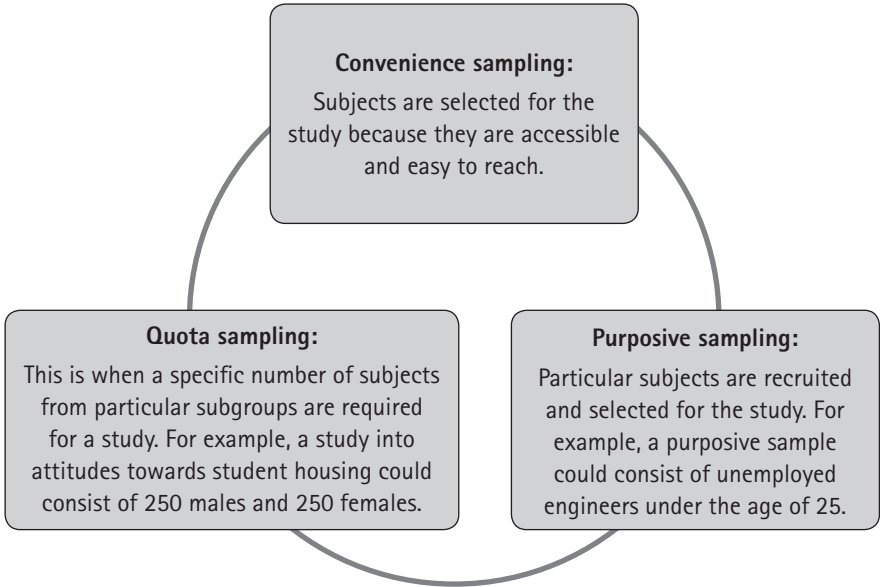 Convenience sampling:
Subjects are selected for the
study because they are accessible
and easy to reach.
Quota sampling:
This is when a specific number of subjects
from particular subgroups are required
for a study. For example, a study into
attitudes towards student housing could
consist of 250 males and 250 females.
Purposive sampling:
Particular subjects are recruited
and selected for the study. For
example, a purposive sample
could consist of unemployed
engineers under the age of 25.